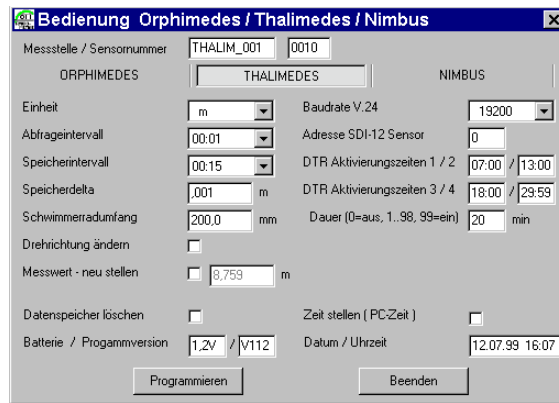 Bedienung Orphimedes / Thalimedes / Nimbus
Messstelle / Sensornummer THALIM_001 0010
ORPHIMEDES THALIMEDES NIMBUS
Einheit m Baudrate V.24 19200
Abfrageintervall 00:01 Adresse SDI-12 Sensor 0
Speicherintervall 00:15 DTR Aktivierungszeiten 1 / 2 07:00 / 13:00
Speicherdelta ,001 m DTR Aktivierungszeiten 3 / 4 18:00 / 29:59
Schwimmerradumfang 200,0 mm Dauer (0=aus, 1..98, 99=ein) 20 min
Drehrichtung ändern
Messwert - neu stellen 8,759 m
Datenspeicher löschen Zeit stellen ( PC-Zeit )
Batterie / Progammversion 1,2V / V112 Datum / Uhrzeit 12.07.99 16:07
Programmieren Beenden